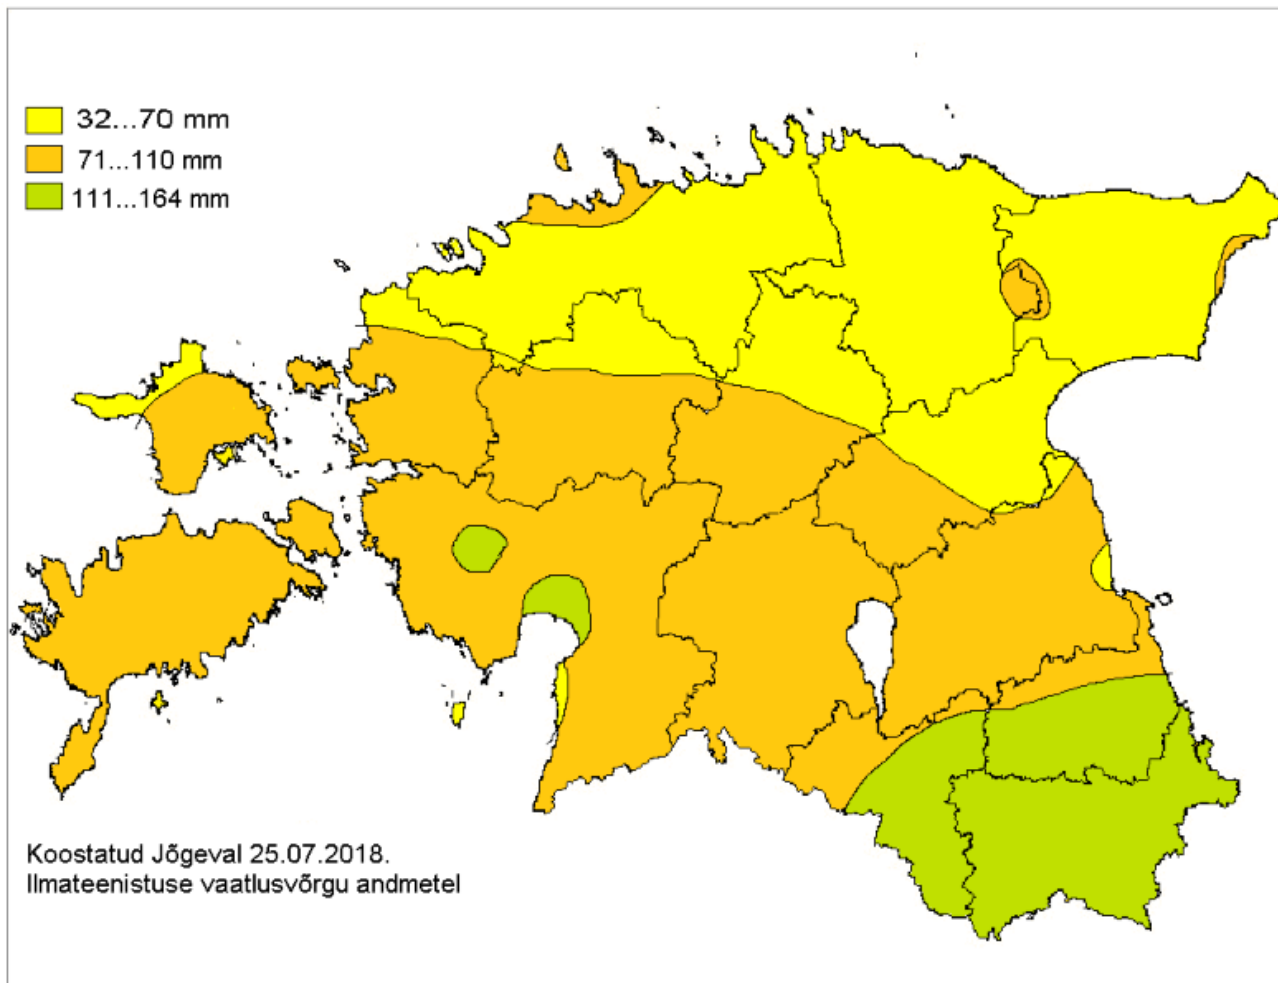 32...70 mm
71...110 mm
111...164 mm
Koostatud Jõgeval 25.07.2018.
Ilmateenistuse vaatlusvõrgu andmetel